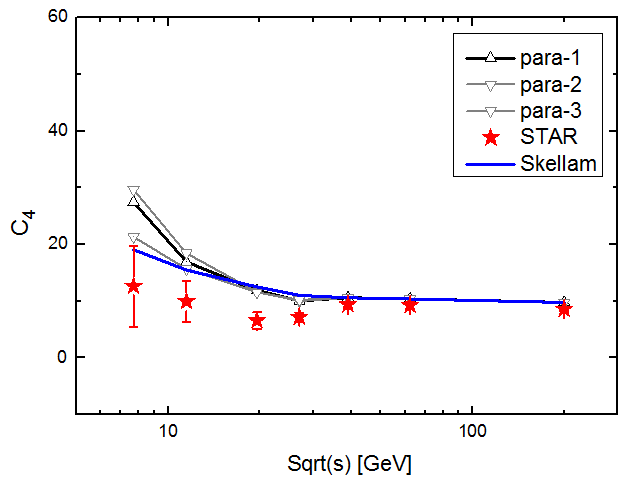 60
40
20
0
C4
10
100
Sqrt(s) [GeV]
para-1
para-2
para-3
STAR
Skellam